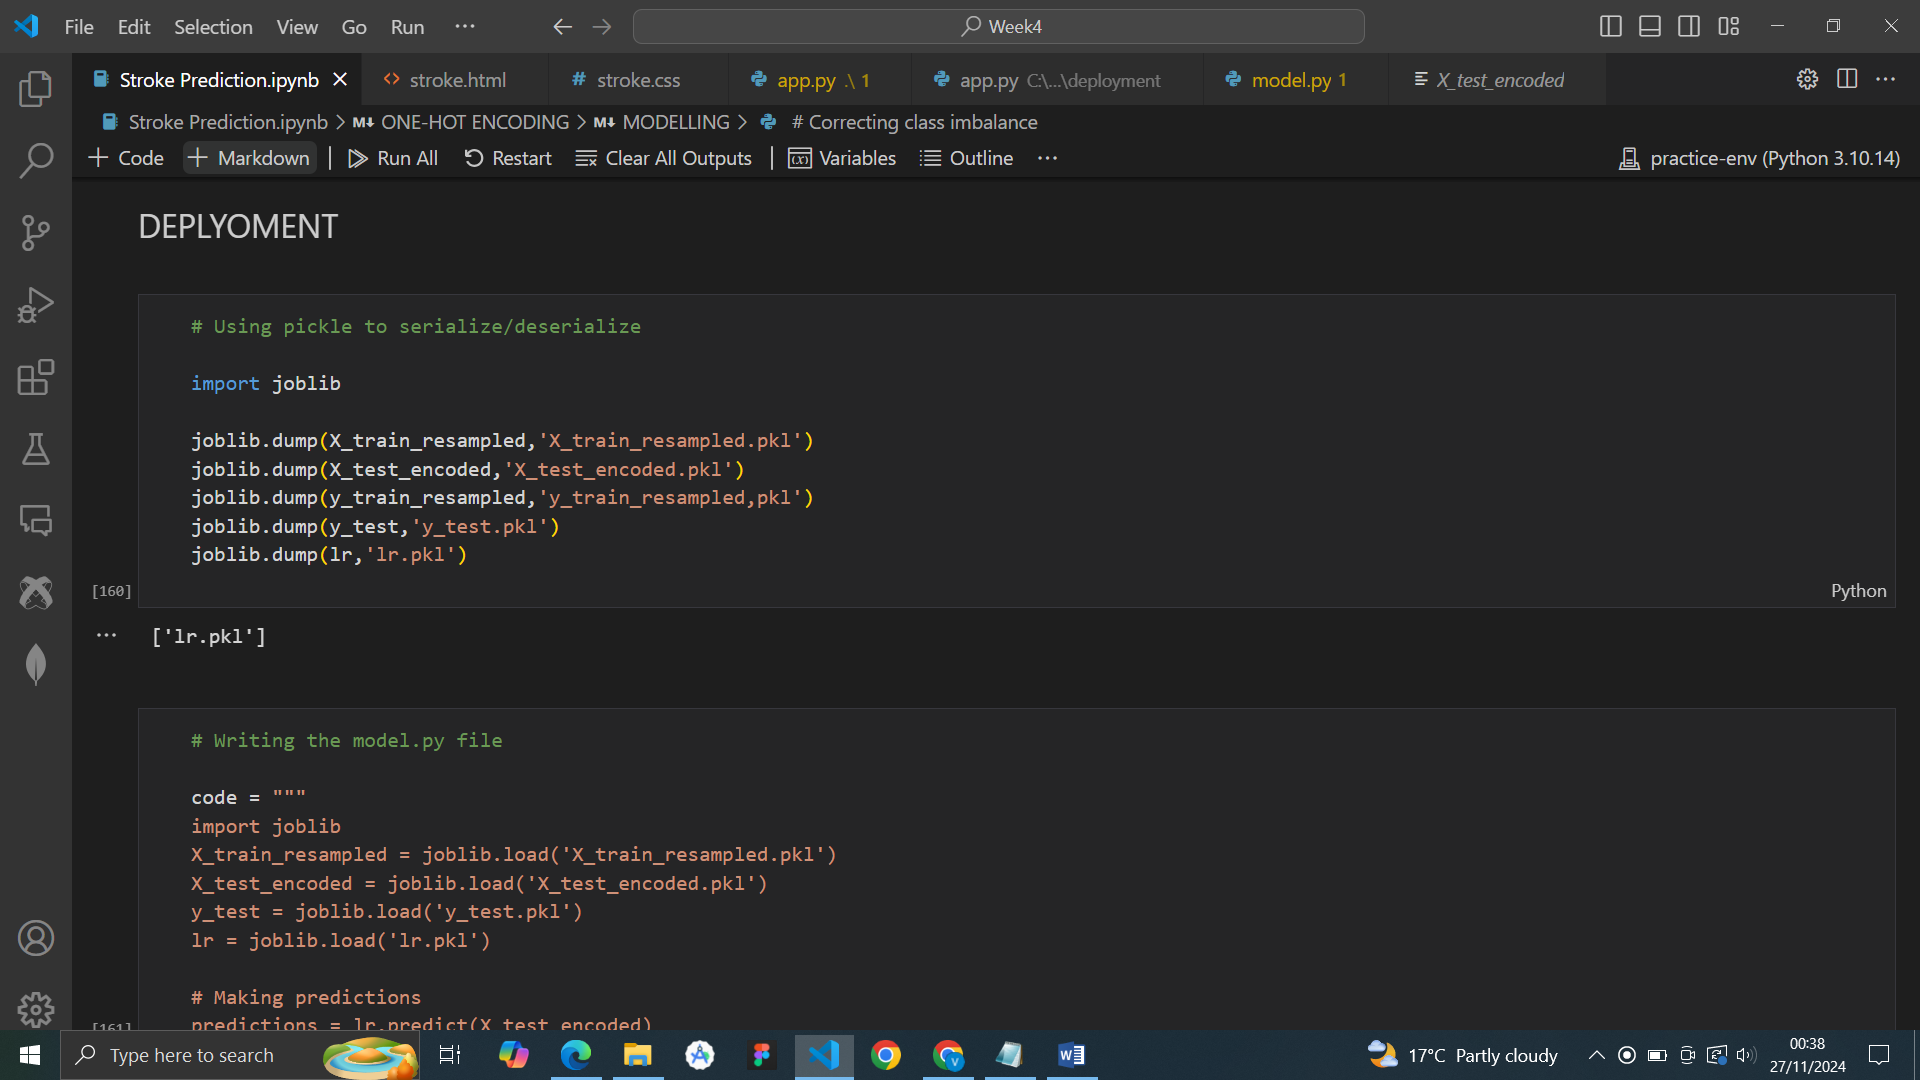 File Edit Selection View Go Run ··· Week4
Stroke Prediction.ipynb stroke.html # stroke.css app.py .\ 1 app.py C:\...\deployment model.py 1 X_test_encoded ···
Stroke Prediction.ipynb > M↓ ONE-HOT ENCODING > M↓ MODELLING > # Correcting class imbalance
+ Code + Markdown | Run All Restart Clear All Outputs | Variables Outline ··· practice-env (Python 3.10.14)
DEPLYOMENT
# Using pickle to serialize/deserialize
import joblib
joblib.dump(X_train_resampled,'X_train_resampled.pkl')
joblib.dump(X_test_encoded,'X_test_encoded.pkl')
joblib.dump(y_train_resampled,'y_train_resampled,pkl')
joblib.dump(y_test,'y_test.pkl')
joblib.dump(lr,'lr.pkl')
[160] Python
··· ['lr.pkl']
# Writing the model.py file
code = """
import joblib
X_train_resampled = joblib.load('X_train_resampled.pkl')
X_test_encoded = joblib.load('X_test_encoded.pkl')
y_test = joblib.load('y_test.pkl')
lr = joblib.load('lr.pkl')
# Making predictions
predictions = lr.predict(X_test_encoded)
[161]
Type here to search 17°C Partly cloudy 00:38
27/11/2024